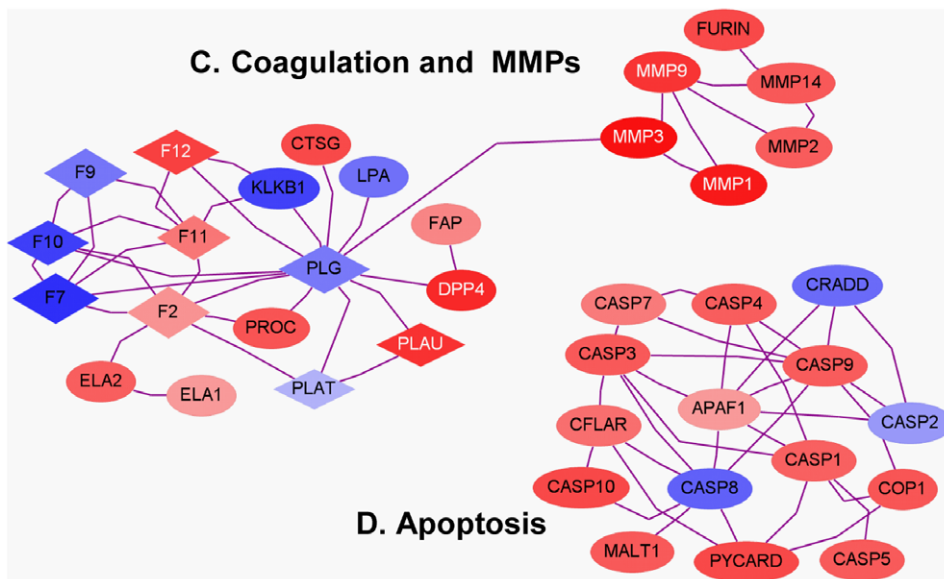 FURIN
C. Coagulation and MMPs
MMP9
MMP14
MMP3
MMP2
MMP1
F12
CTSG
F9
KLKB1
LPA
FAP
F10
F11
PLG
DPP4
F7
F2
PROC
PLAU
ELA2
ELA1
PLAT
CRADD
CASP7
CASP4
CASP3
CASP9
APAF1
CASP2
CFLAR
CASP1
CASP10
CASP8
COP1
D. Apoptosis
MALT1
PYCARD
CASP5